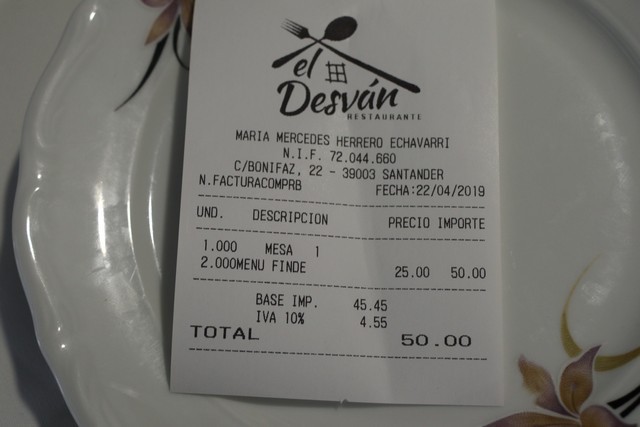 el
Desván
RESTAURANTE
MARIA MERCEDES HERRERO ECHAVARRI
N.I.F. 72.044.660
C/BONIFAZ, 22 - 39003 SANTANDER
N.FACTURACOMPRB FECHA:22/04/2019
UND. DESCRIPCION PRECIO IMPORTE
1.000 MESA 1
2.000MENU FINDE 25.00 50.00
BASE IMP. 45.45
IVA 10% 4.55
TOTAL 50.00